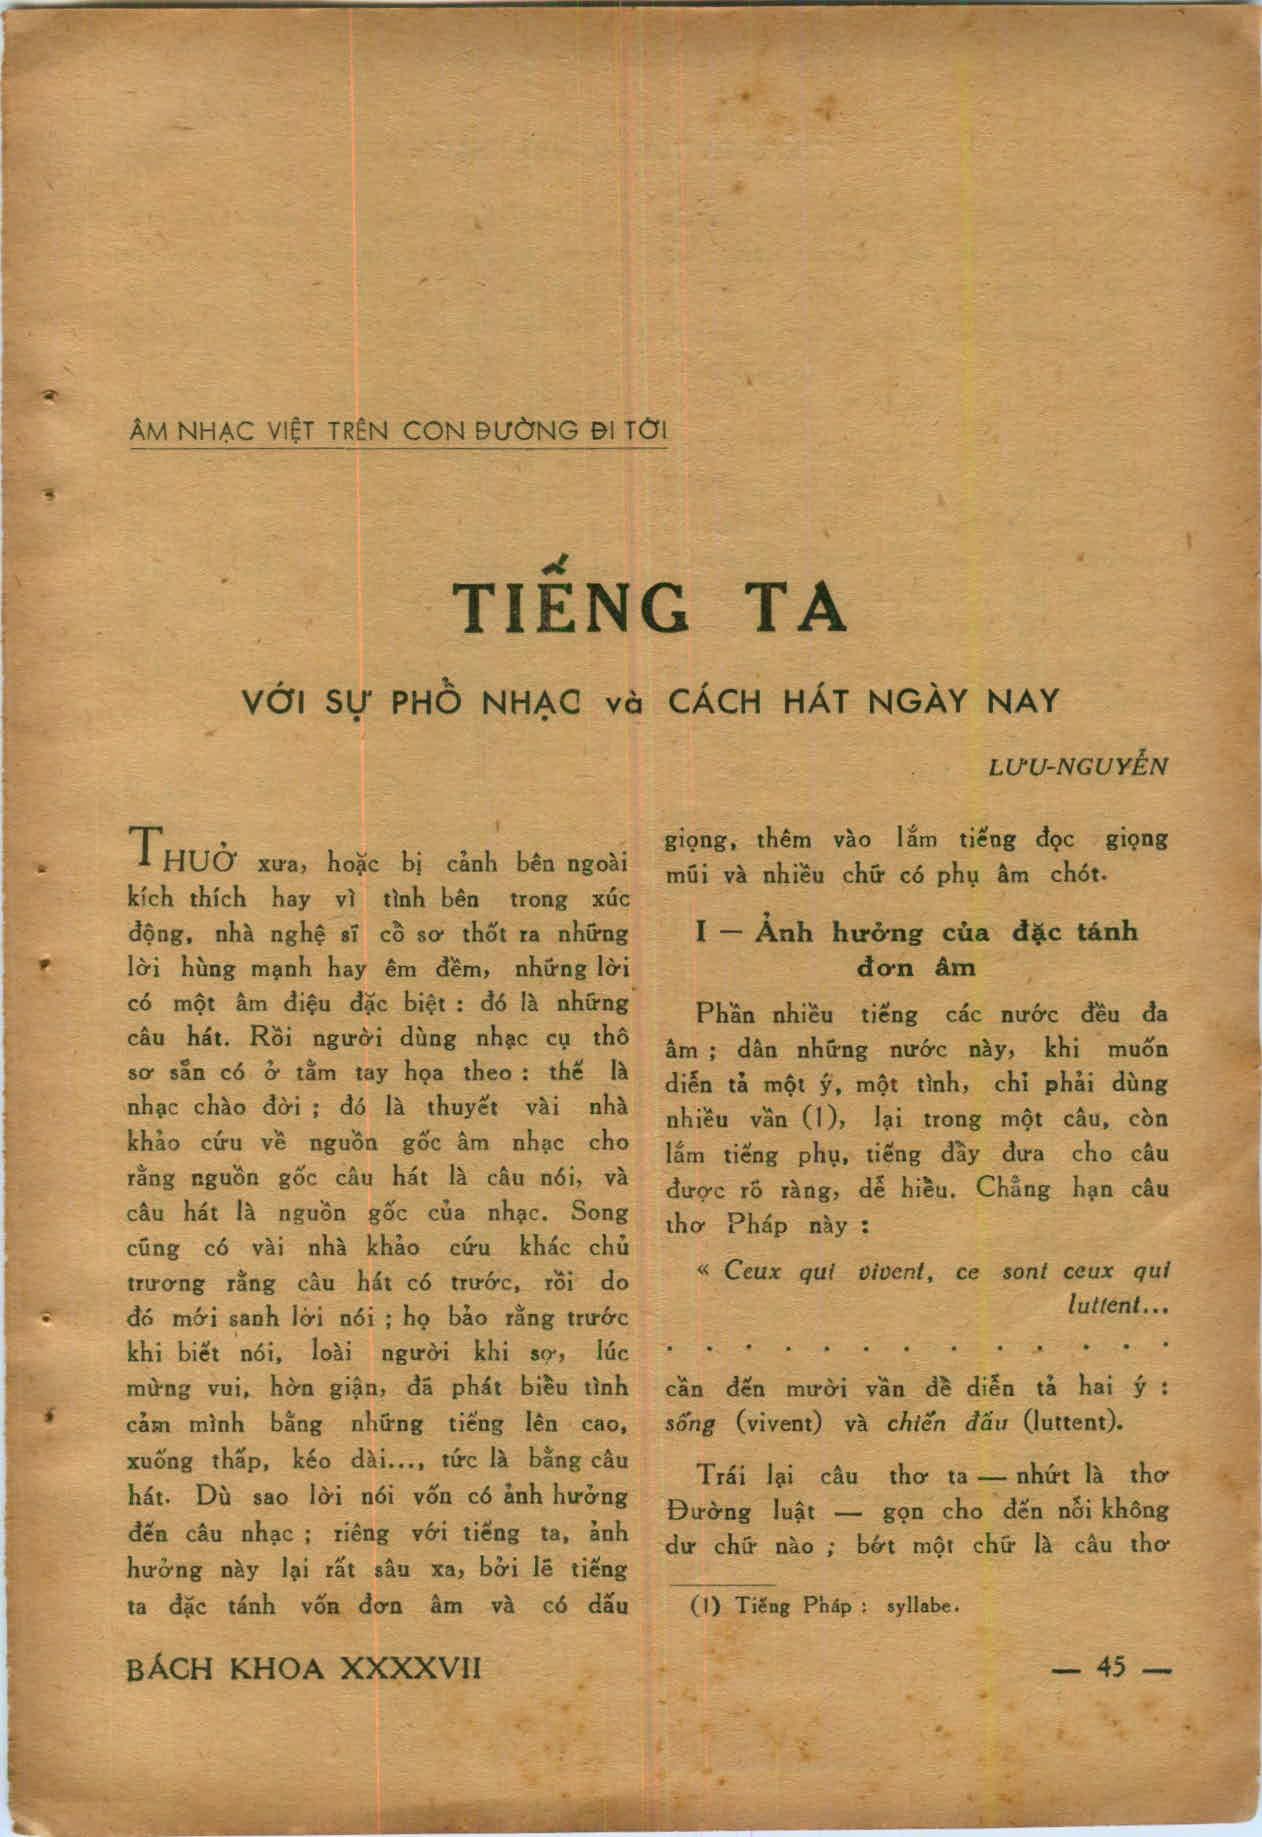 ÂM NHẠC VIỆT TRÊN CON ĐƯỜNG ĐI TỚI
TIẾNG TA
VỚI SỰ PHỔ NHẠC và CÁCH HÁT NGÀY NAY
LƯU-NGUYỄN
THUỞ xưa, hoặc bị cảnh bên ngoài
kích thích hay vì tình bên trong xúc
động, nhà nghệ sĩ cổ sơ thốt ra những
lời hùng mạnh hay êm đềm, những lời
có một âm điệu đặc biệt : đó là những
câu hát. Rồi người dùng nhạc cụ thô
sơ sẵn có ở tầm tay họa theo : thế là
nhạc chào đời ; đó là thuyết vài nhà
khảo cứu về nguồn gốc âm nhạc cho
rằng nguồn gốc câu hát là câu nói, và
câu hát là nguồn gốc của nhạc. Song
cũng có vài nhà khảo cứu khác chủ
trương rằng câu hát có trước, rồi do
đó mới sanh lời nói ; họ bảo rằng trước
khi biết nói, loài người khi sợ, lúc
mừng vui, hờn giận, đã phát biểu tình
cảm mình bằng những tiếng lên cao,
xuống thấp, kéo dài..., tức là bằng câu
hát. Dù sao lời nói vốn có ảnh hưởng
đến câu nhạc ; riêng với tiếng ta, ảnh
hưởng này lại rất sâu xa, bởi lẽ tiếng
ta đặc tánh vốn đơn âm và có dấu
giọng, thêm vào lắm tiếng đọc giọng
mũi và nhiều chữ có phụ âm chót.
I — Ảnh hưởng của đặc tánh
đơn âm
Phần nhiều tiếng các nước đều đa
âm ; dân những nước này, khi muốn
diễn tả một ý, một tình, chỉ phải dùng
nhiều vần (1), lại trong một câu, còn
lắm tiếng phụ, tiếng đầy đưa cho câu
được rõ ràng, dễ hiểu. Chẳng hạn câu
thơ Pháp này :
« Ceux qui vivent, ce sont ceux qui
luttent...
. . . . . . . . . . . . . .
cần đến mười vần để diễn tả hai ý :
sống (vivent) và chiến đấu (luttent).
Trái lại câu thơ ta — nhứt là thơ
Đường luật — gọn cho đến nỗi không
dư chữ nào ; bớt một chữ là câu thơ
(1) Tiếng Pháp : syllabe.
BÁCH KHOA XXXXVII
— 45 —